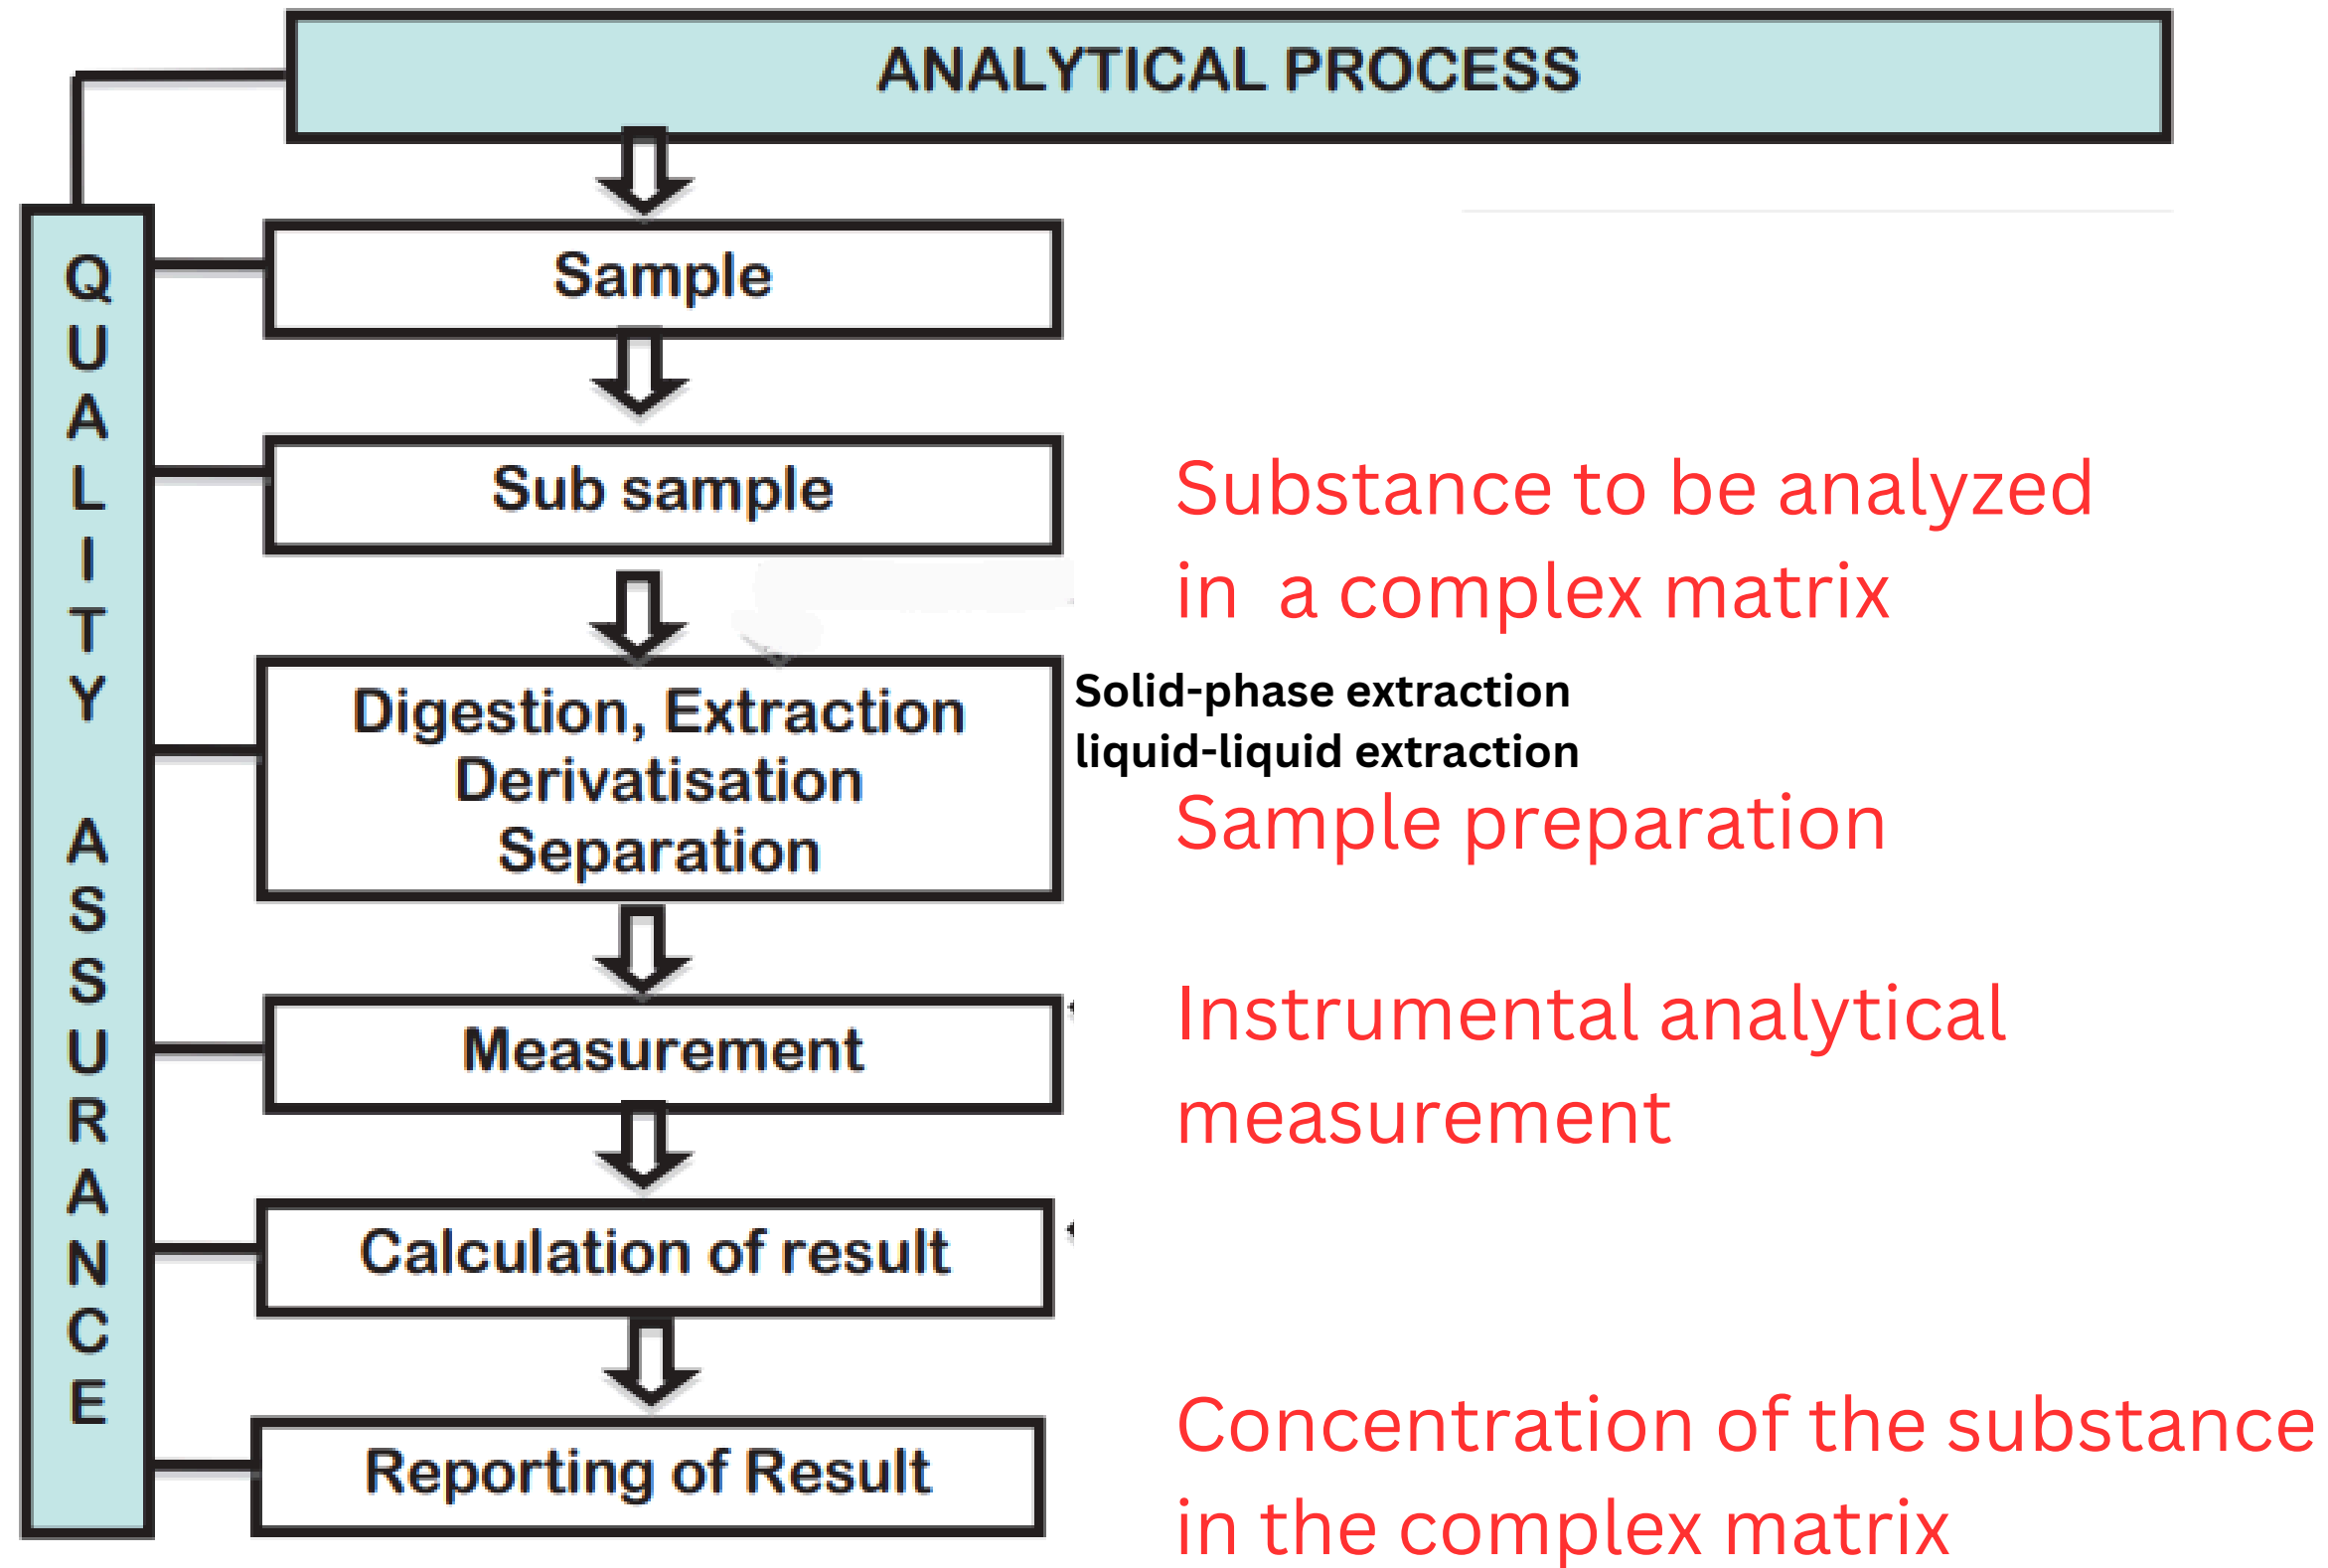 ANALYTICAL PROCESS
QUALITY ASSURANCE
Sample
Sub sample
Substance to be analyzed
in a complex matrix
Digestion, Extraction
Derivatisation
Separation
Solid-phase extraction
liquid-liquid extraction
Sample preparation
Measurement
Instrumental analytical
measurement
Calculation of result
Reporting of Result
Concentration of the substance
in the complex matrix